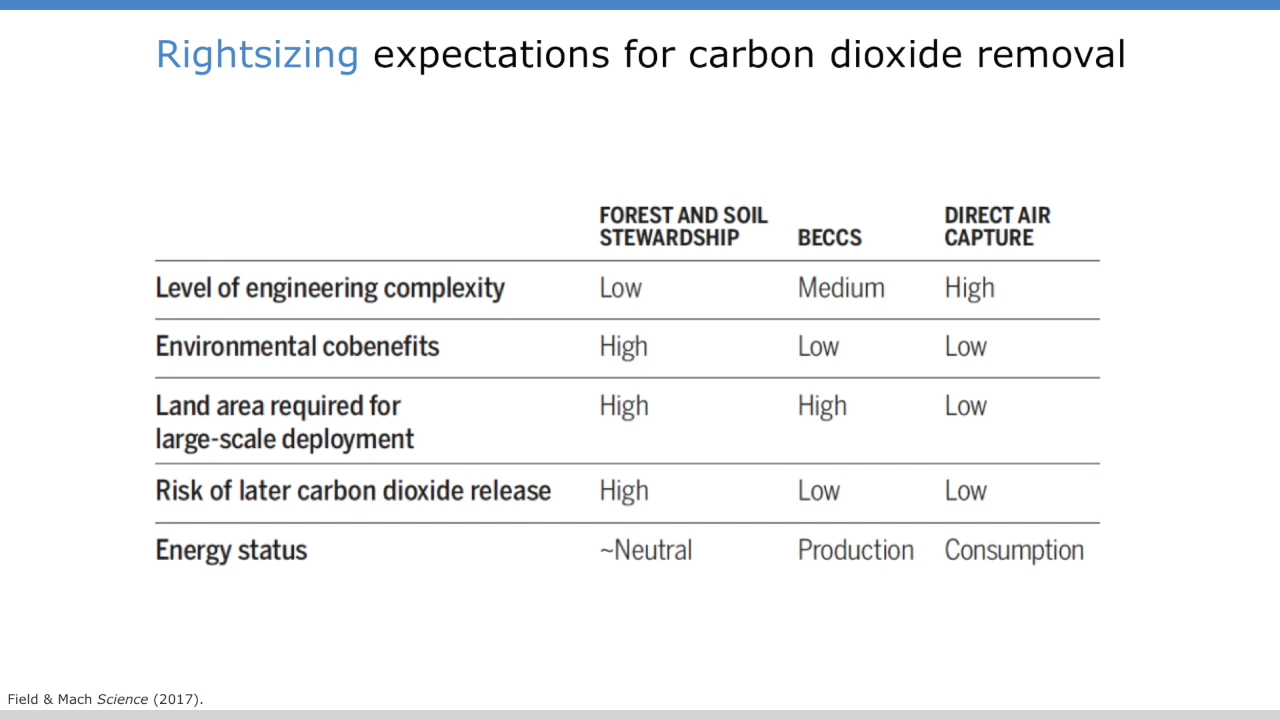 Rightsizing expectations for carbon dioxide removal
FOREST AND SOIL STEWARDSHIP BECCS DIRECT AIR CAPTURE
Level of engineering complexity Low Medium High
Environmental cobenefits High Low Low
Land area required for large-scale deployment High High Low
Risk of later carbon dioxide release High Low Low
Energy status ~Neutral Production Consumption
Field & Mach Science (2017).